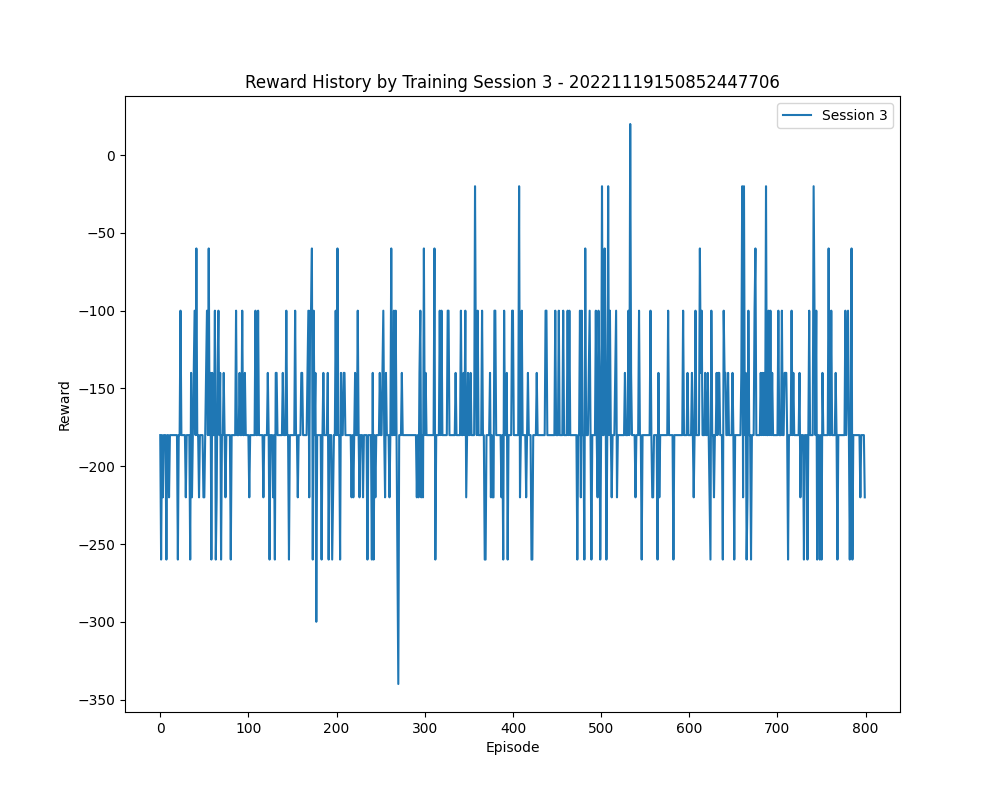 Reward History by Training Session 3 - 20221119150852447706
Session 3
0
−50
−100
−150
−200
−250
−300
−350
Reward
0 100 200 300 400 500 600 700 800
Episode